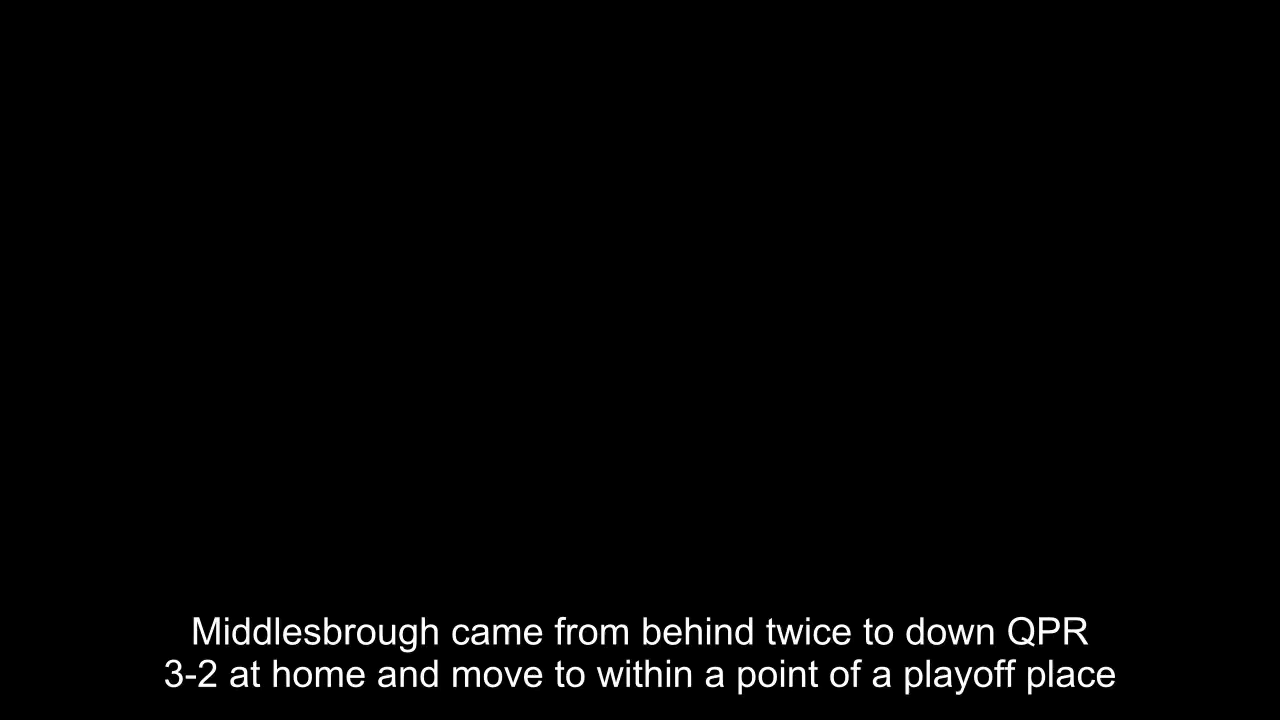 Middlesbrough came from behind twice to down QPR
3-2 at home and move to within a point of a playoff place